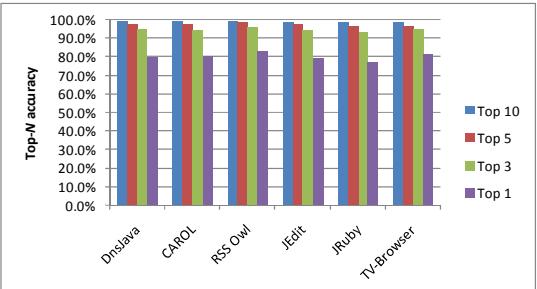 100.0%
90.0%
80.0%
70.0%
60.0%
50.0%
40.0%
30.0%
20.0%
10.0%
0.0%
Top-N accuracy
DnsJava
CAROL
RSS Owl
JEdit
JRuby
TV-Browser
Top 10
Top 5
Top 3
Top 1